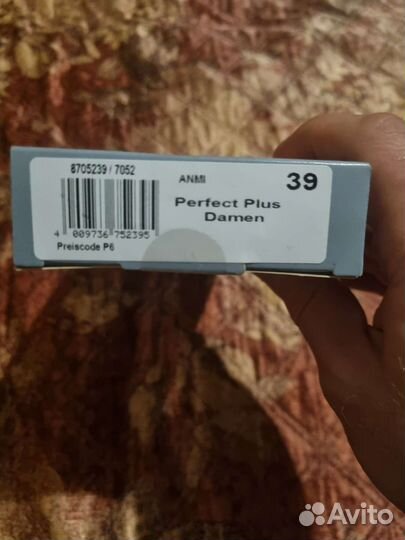 8705239 / 7052
ANMI
39
Perfect Plus
Damen
4 009736 752395
Preiscode P6
Avito